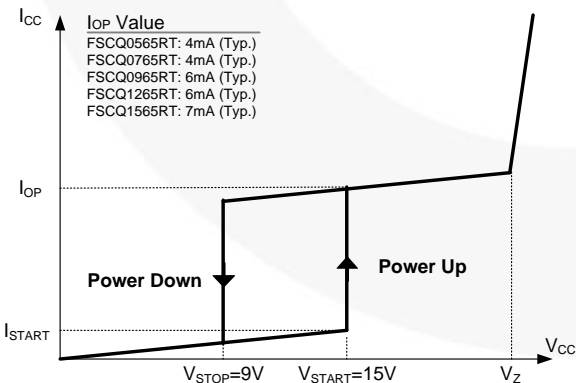 ICC
IOP Value
FSCQ0565RT: 4mA (Typ.)
FSCQ0765RT: 4mA (Typ.)
FSCQ0965RT: 6mA (Typ.)
FSCQ1265RT: 6mA (Typ.)
FSCQ1565RT: 7mA (Typ.)
IOP
Power Down
Power Up
ISTART
VCC
VSTOP=9V
VSTART=15V
VZ